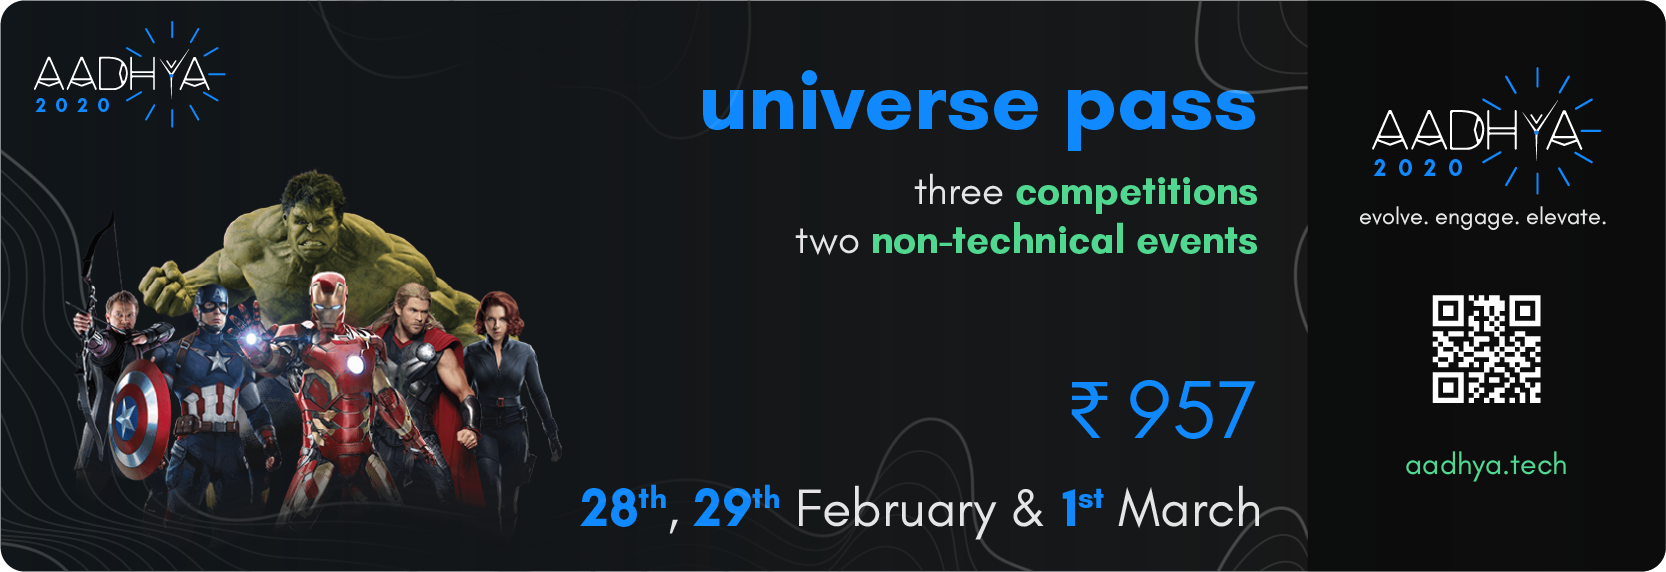 AADHYA
2020
universe pass
three competitions
two non-technical events
₹ 957
28th, 29th February & 1st March
AADHYA
2020
evolve. engage. elevate.
aadhya.tech